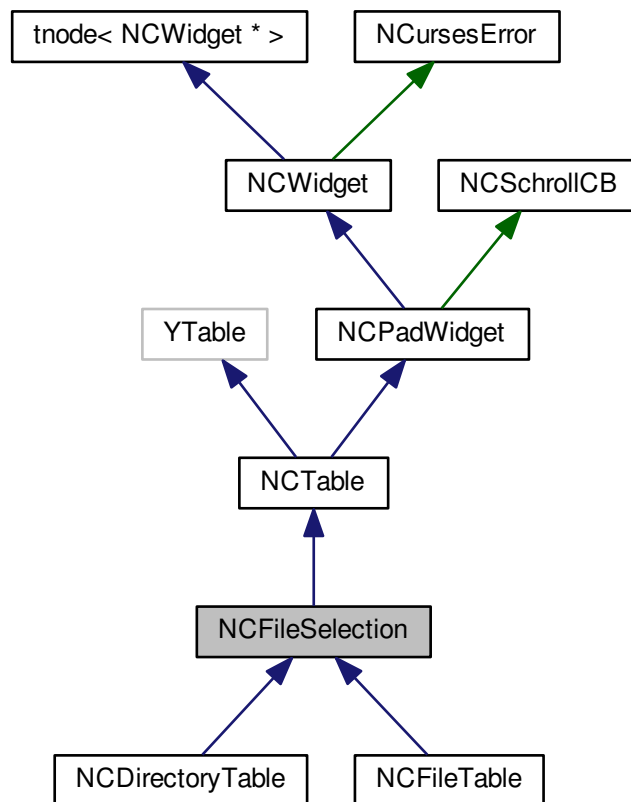 tnode< NCWidget * >
NCursesError
NCWidget
NCSchrollCB
YTable
NCPadWidget
NCTable
NCFileSelection
NCDirectoryTable
NCFileTable